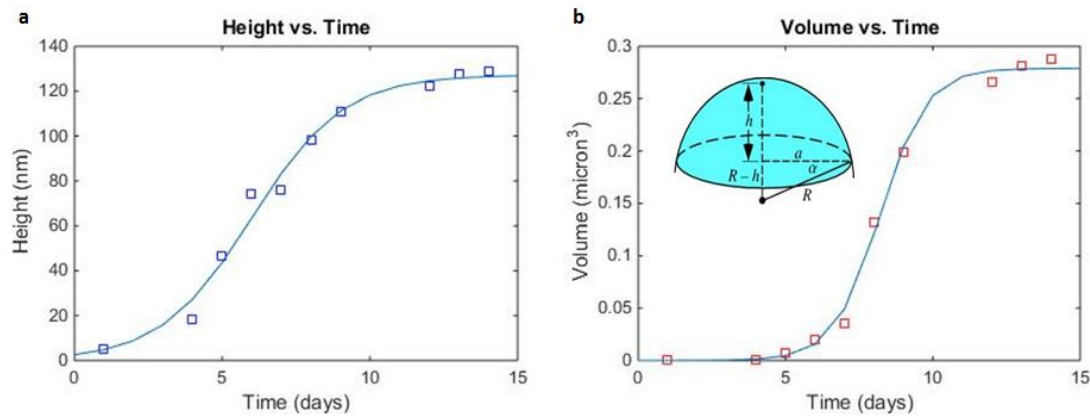 a
Height vs. Time
140
120
100
80
60
40
20
0
Height (nm)
0 5 10 15
Time (days)
b
Volume vs. Time
0.3
0.25
0.2
0.15
0.1
0.05
0
Volume (micron³)
h
a
α
R – h
R
0 5 10 15
Time (days)